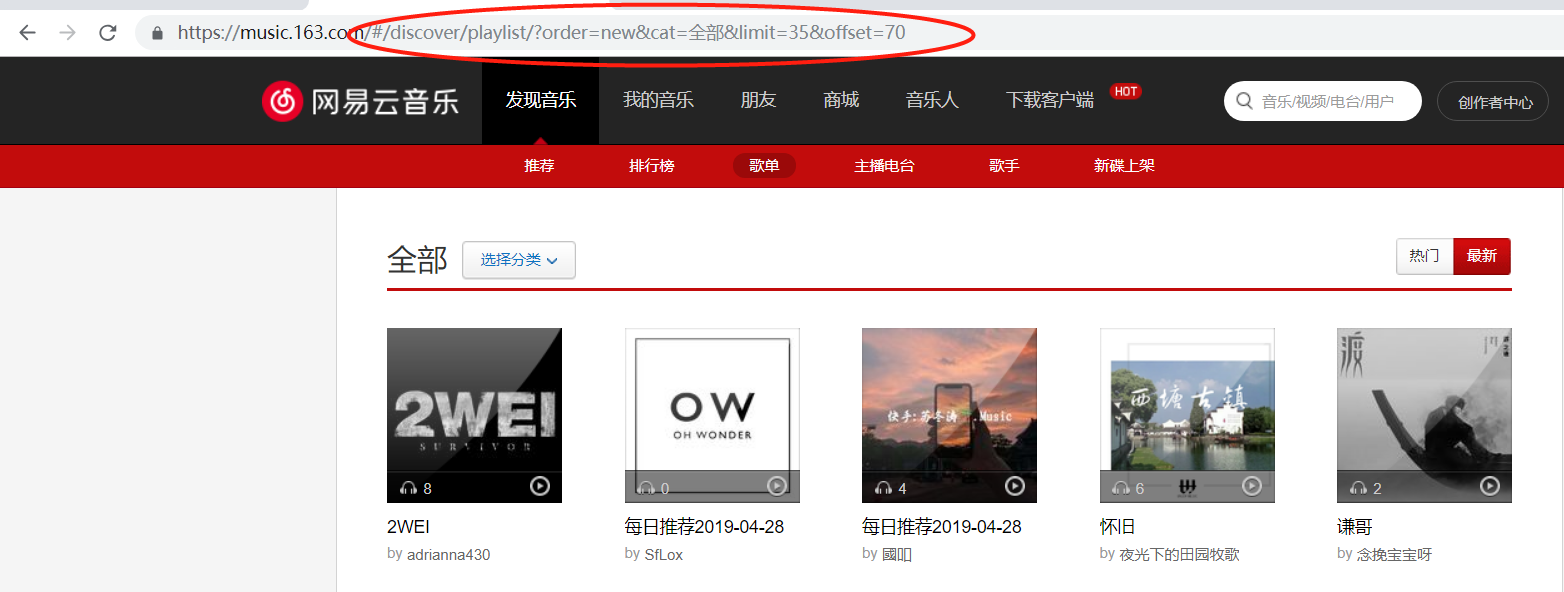 https://music.163.com/#/discover/playlist/?order=new&cat=全部&limit=35&offset=70
网易云音乐
发现音乐
我的音乐
朋友
商城
音乐人
下载客户端
HOT
音乐/视频/电台/用户
创作者中心
推荐
排行榜
歌单
主播电台
歌手
新碟上架
全部
选择分类
热门
最新
2WEI
SURVIVOR
8
OW
OH WONDER
0
快手:苏冬涛 .Music
4
西塘古镇
6
渡
2
2WEI
by adrianna430
每日推荐2019-04-28
by SfLox
每日推荐2019-04-28
by 國叩
怀旧
by 夜光下的田园牧歌
谦哥
by 念挽宝宝呀